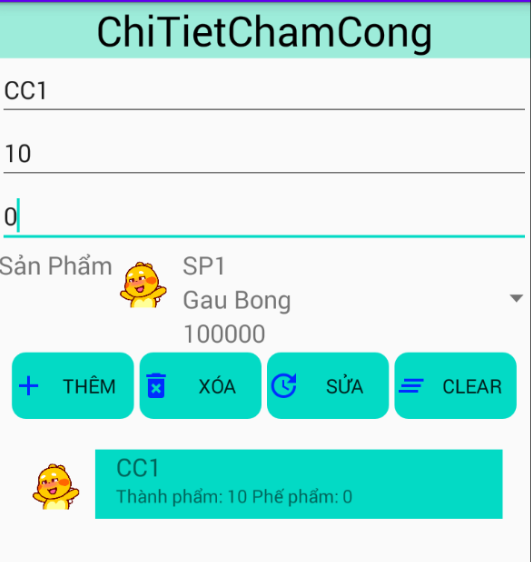 ChiTietChamCong
CC1
10
0
Sản Phẩm
SP1
Gau Bong
100000
THÊM
XÓA
SỬA
CLEAR
CC1
Thành phẩm: 10 Phế phẩm: 0